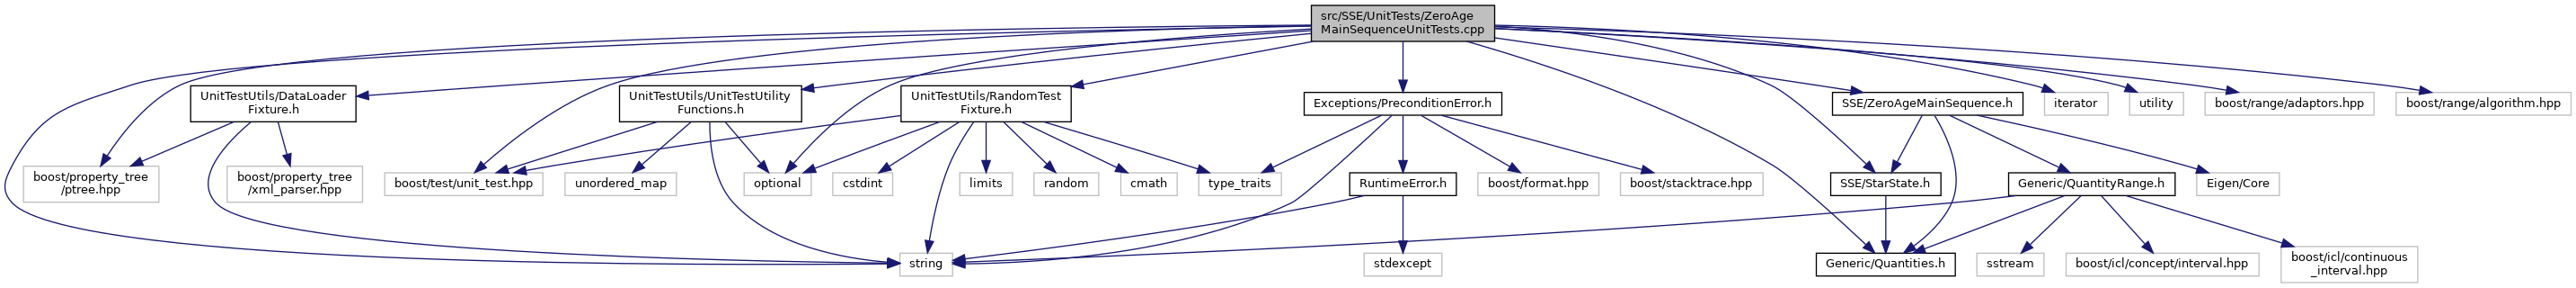 src/SSE/UnitTests/ZeroAge
MainSequenceUnitTests.cpp
UnitTestUtils/DataLoader
Fixture.h
UnitTestUtils/UnitTestUtility
Functions.h
UnitTestUtils/RandomTest
Fixture.h
Exceptions/PreconditionError.h
SSE/ZeroAgeMainSequence.h
iterator
utility
boost/range/adaptors.hpp
boost/range/algorithm.hpp
boost/property_tree
/ptree.hpp
boost/property_tree
/xml_parser.hpp
boost/test/unit_test.hpp
unordered_map
optional
cstdint
limits
random
cmath
type_traits
RuntimeError.h
boost/format.hpp
boost/stacktrace.hpp
SSE/StarState.h
Generic/QuantityRange.h
Eigen/Core
string
stdexcept
Generic/Quantities.h
sstream
boost/icl/concept/interval.hpp
boost/icl/continuous
_interval.hpp